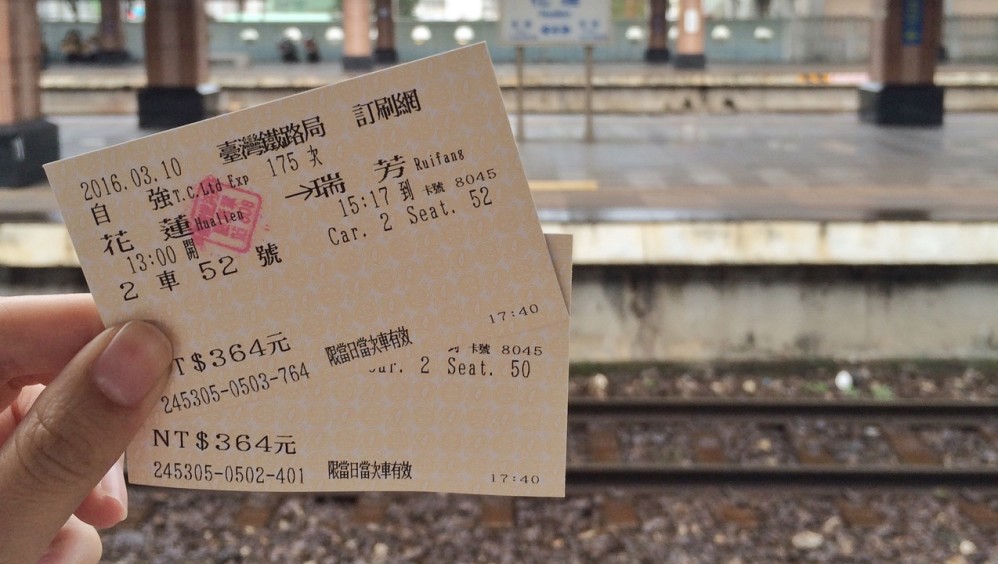 臺灣鐵路局 訂刷網
2016.03.10 175 次
自 強 T.C.Ltd Exp
花 蓮 Hualien → 瑞 芳 Ruifang
13:00 開 15:17 到 卡號 8045
2 車 52 號 Car. 2 Seat. 52
17:40
T$364元
245305-0503-764 限當日當次車有效
到 卡號 8045
Car. 2 Seat. 50
NT$364元
245305-0502-401 限當日當次車有效
17:40